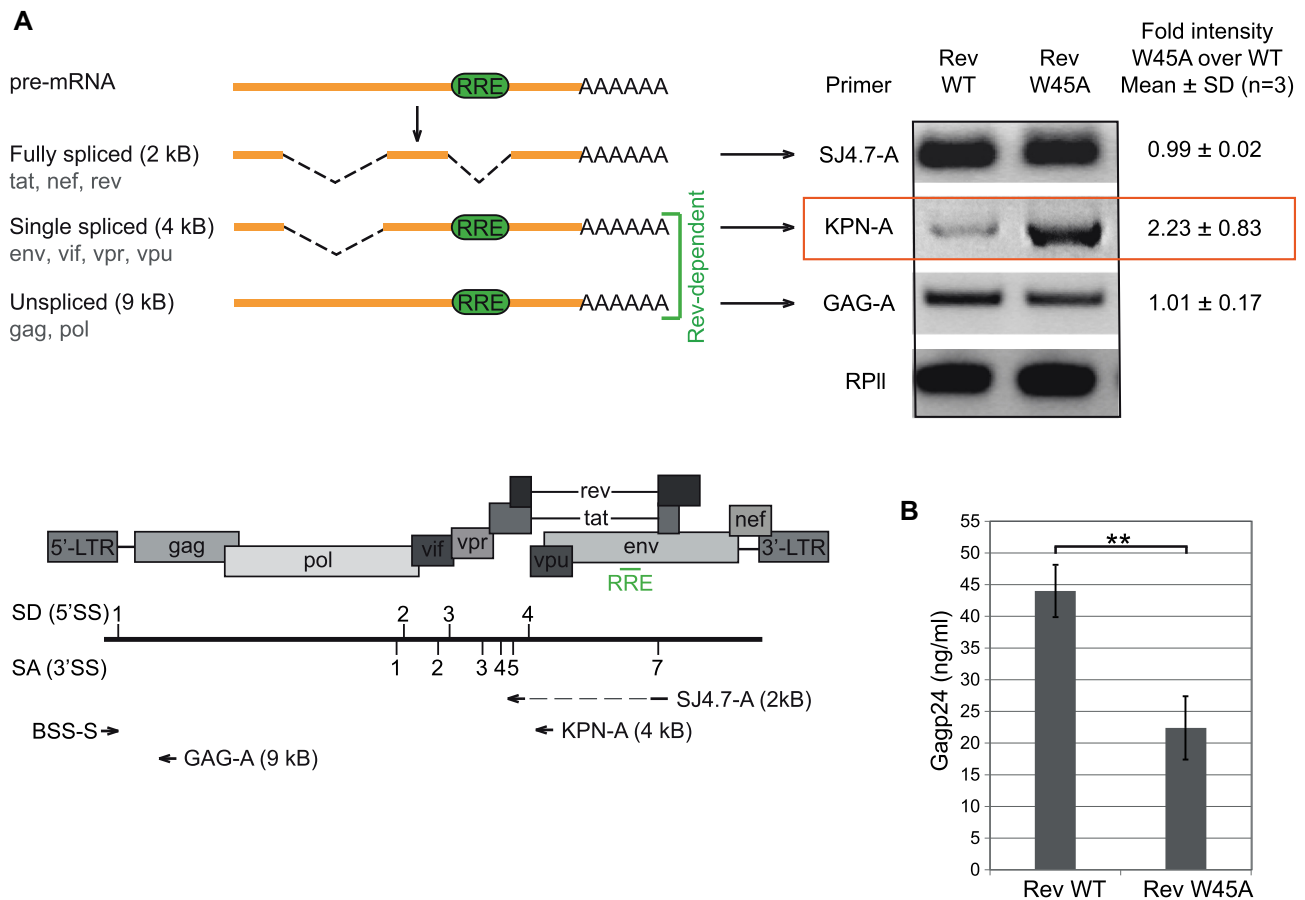 A
pre-mRNA
RRE
AAAAAA
Fully spliced (2 kB)
tat, nef, rev
AAAAAA
Single spliced (4 kB)
env, vif, vpr, vpu
RRE
AAAAAA
Unspliced (9 kB)
gag, pol
RRE
AAAAAA
Rev-dependent
Primer
Rev
WT
Rev
W45A
Fold intensity
W45A over WT
Mean ± SD (n=3)
SJ4.7-A
0.99 ± 0.02
KPN-A
2.23 ± 0.83
GAG-A
1.01 ± 0.17
RPII
5'-LTR
gag
pol
vif
vpr
rev
tat
vpu
env
RRE
nef
3'-LTR
SD (5'SS)
1
2
3
4
SA (3'SS)
1
2
3
4
5
7
SJ4.7-A (2kB)
BSS-S
KPN-A (4 kB)
GAG-A (9 kB)
B
Gagp24 (ng/ml)
55
50
45
40
35
30
25
20
15
10
5
0
**
Rev WT
Rev W45A